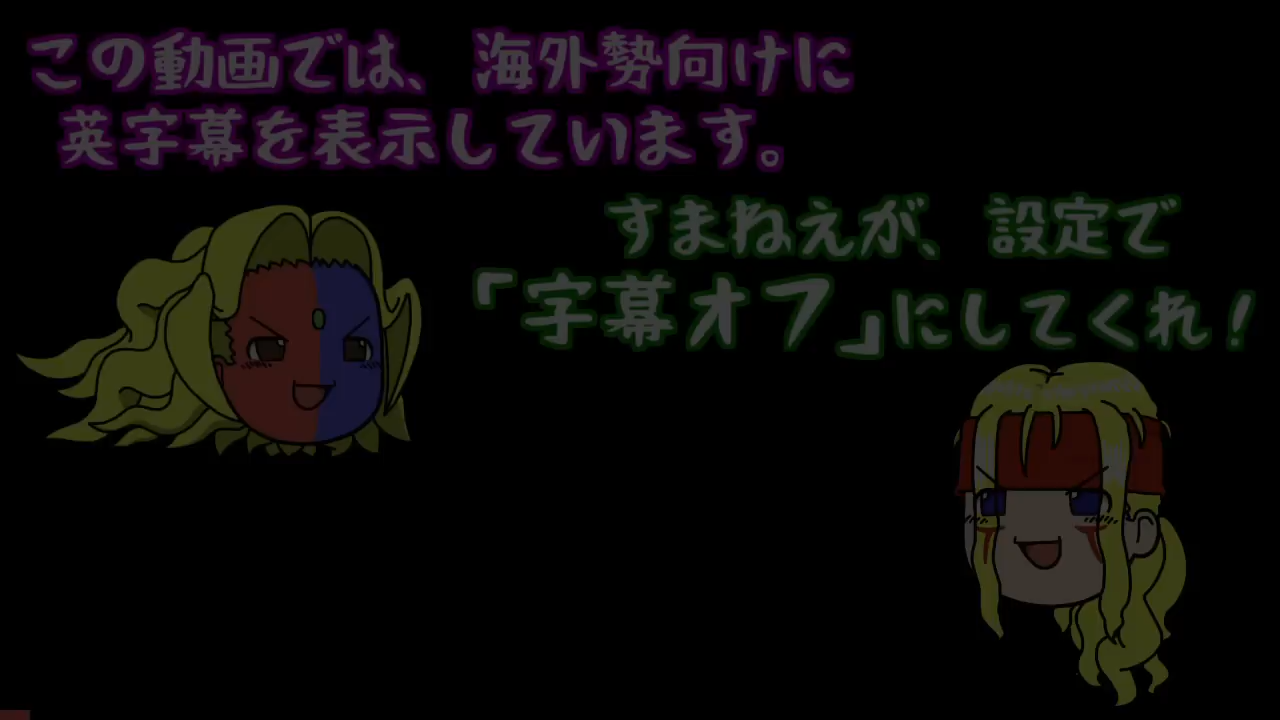 この動画では、海外勢向けに
英字幕を表示しています。
すまねえが、設定で
「字幕オフ」にしてくれ！